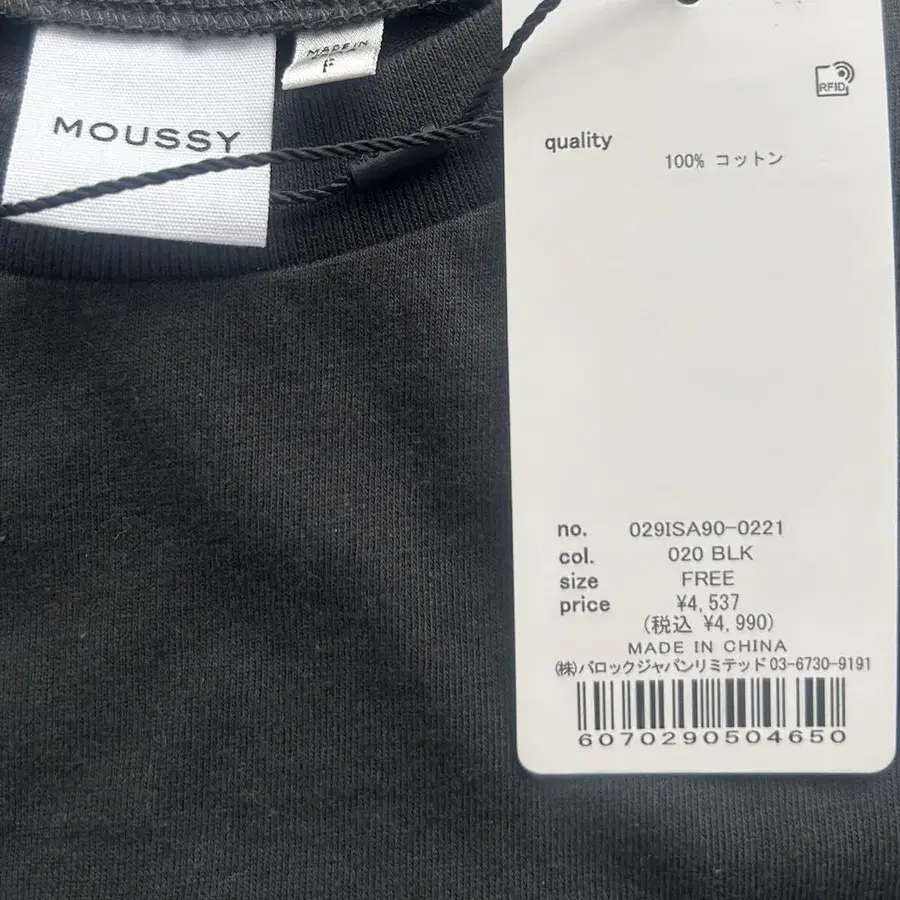 MOUSSY
MADE IN
F
RFID
quality
100% コットン
no. 029ISA90-0221
col. 020 BLK
size FREE
price ¥4,537
(税込 ¥4,990)
MADE IN CHINA
(株)バロックジャパンリミテッド 03-6730-9191
6070290504650